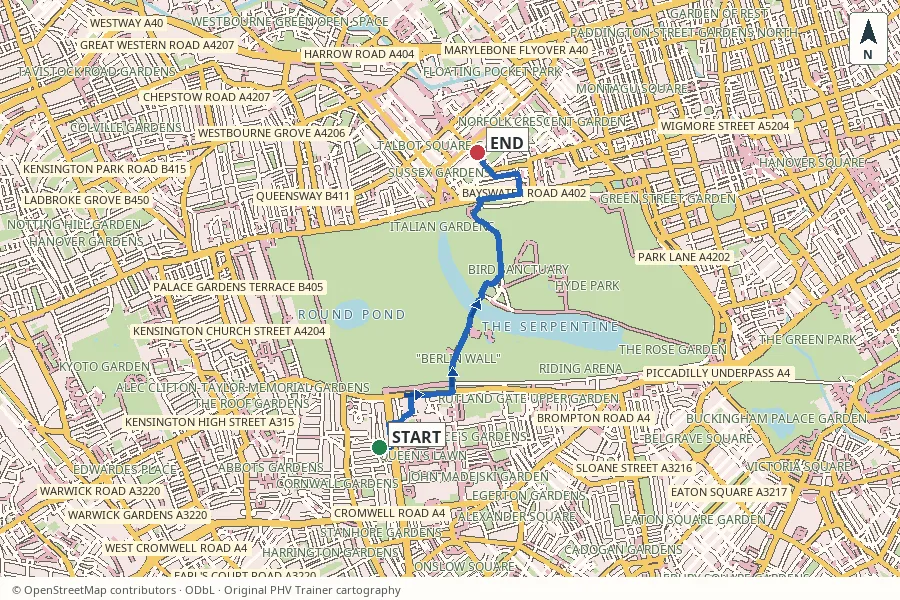 WESTWAY A40
WESTBOURNE GREEN OPEN SPACE
GARDEN OF REST
PADDINGTON STREET GARDENS NORTH
GREAT WESTERN ROAD A4207
HARROW ROAD A404
MARYLEBONE FLYOVER A40
N
TAVISTOCK ROAD GARDENS
FLOATING POCKET PARK
MONTAGU SQUARE
CHEPSTOW ROAD A4207
COLVILLE GARDENS
WESTBOURNE GROVE A4206
NORFOLK CRESCENT GARDEN
WIGMORE STREET A5204
TALBOT SQUARE
END
HANOVER SQUARE
KENSINGTON PARK ROAD B415
SUSSEX GARDENS
LADBROKE GROVE B450
QUEENSWAY B411
BAYSWATER ROAD A402
GREEN STREET GARDEN
NOTTING HILL GARDEN
ITALIAN GARDENS
HANOVER GARDENS
PARK LANE A4202
BIRD SANCTUARY
PALACE GARDENS TERRACE B405
HYDE PARK
ROUND POND
KENSINGTON CHURCH STREET A4204
THE SERPENTINE
THE GREEN PARK
THE ROSE GARDEN
KYOTO GARDEN
"BERLIN WALL"
RIDING ARENA
PICCADILLY UNDERPASS A4
ALEC CLIFTON-TAYLOR MEMORIAL GARDENS
THE ROOF GARDENS
RUTLAND GATE UPPER GARDEN
KENSINGTON HIGH STREET A315
BROMPTON ROAD A4
BUCKINGHAM PALACE GARDEN
START
GARDENS
BELGRAVE SQUARE
QUEEN'S LAWN
EDWARDES PLACE
ABBOTS GARDENS
SLOANE STREET A3216
VICTORIA SQUARE
CORNWALL GARDENS
JOHN MADEJSKI GARDEN
WARWICK ROAD A3220
EGERTON GARDENS
EATON SQUARE A3217
WARWICK GARDENS A3220
CROMWELL ROAD A4
ALEXANDER SQUARE
EATON SQUARE GARDEN
STANHOPE GARDENS
WEST CROMWELL ROAD A4
HARRINGTON GARDENS
CADOGAN GARDENS
ONSLOW SQUARE
EARL'S COURT ROAD A3220
© OpenStreetMap contributors · ODbL · Original PHV Trainer cartography